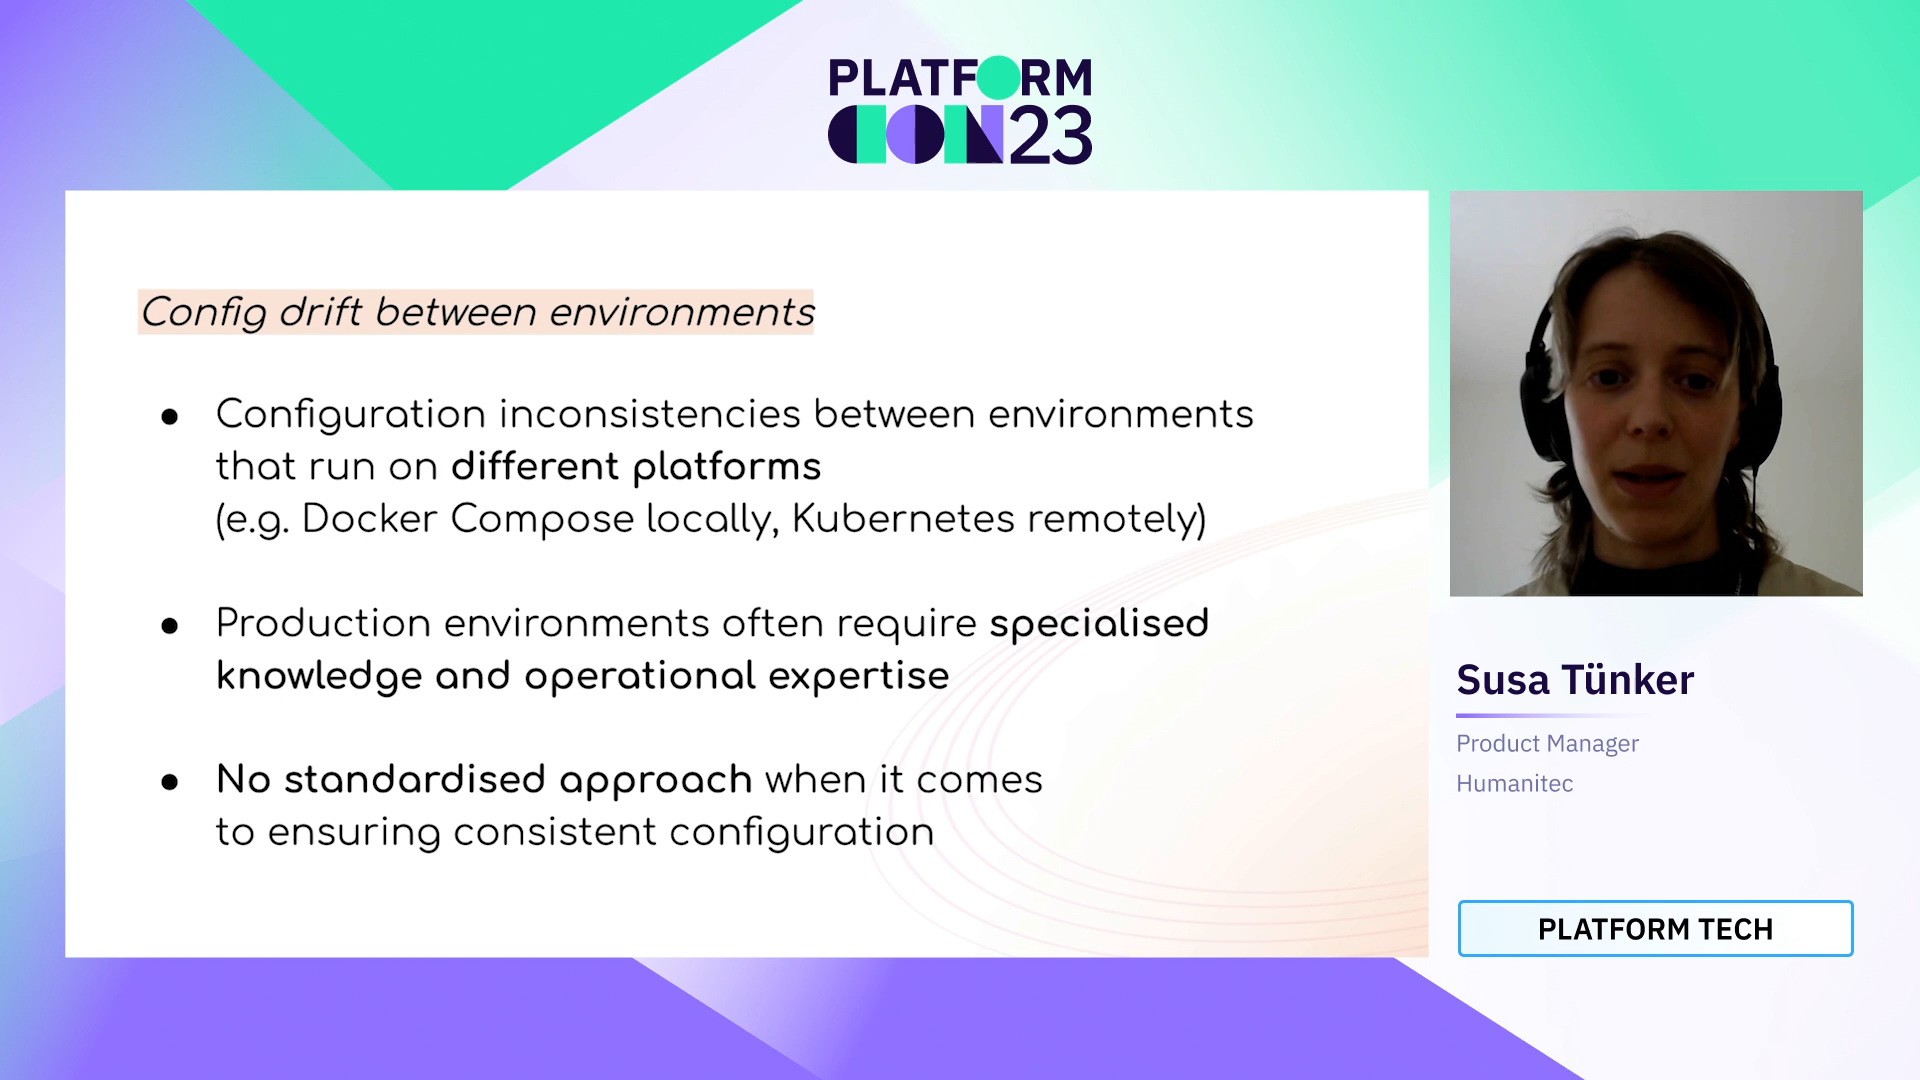 PLATFORM
CON23
Config drift between environments
● Configuration inconsistencies between environments
that run on different platforms
(e.g. Docker Compose locally, Kubernetes remotely)
● Production environments often require specialised
knowledge and operational expertise
● No standardised approach when it comes
to ensuring consistent configuration
Susa Tünker
Product Manager
Humanitec
PLATFORM TECH